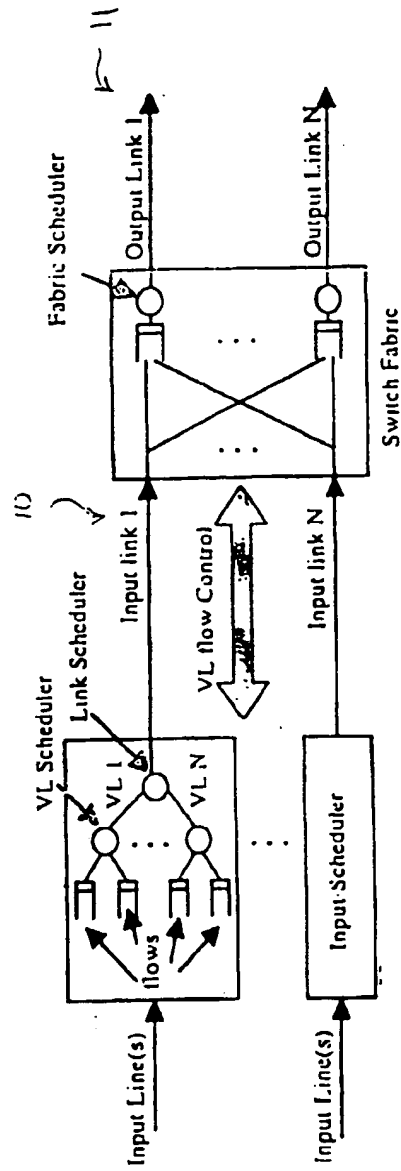 11
Fabric Scheduler
Output Link 1
Output Link N
Switch Fabric
10
Input link 1
VL flow Control
Input link N
VL Scheduler
Link Scheduler
VL 1
VL N
flows
Input Scheduler
Input Line(s)
Input Line(s)